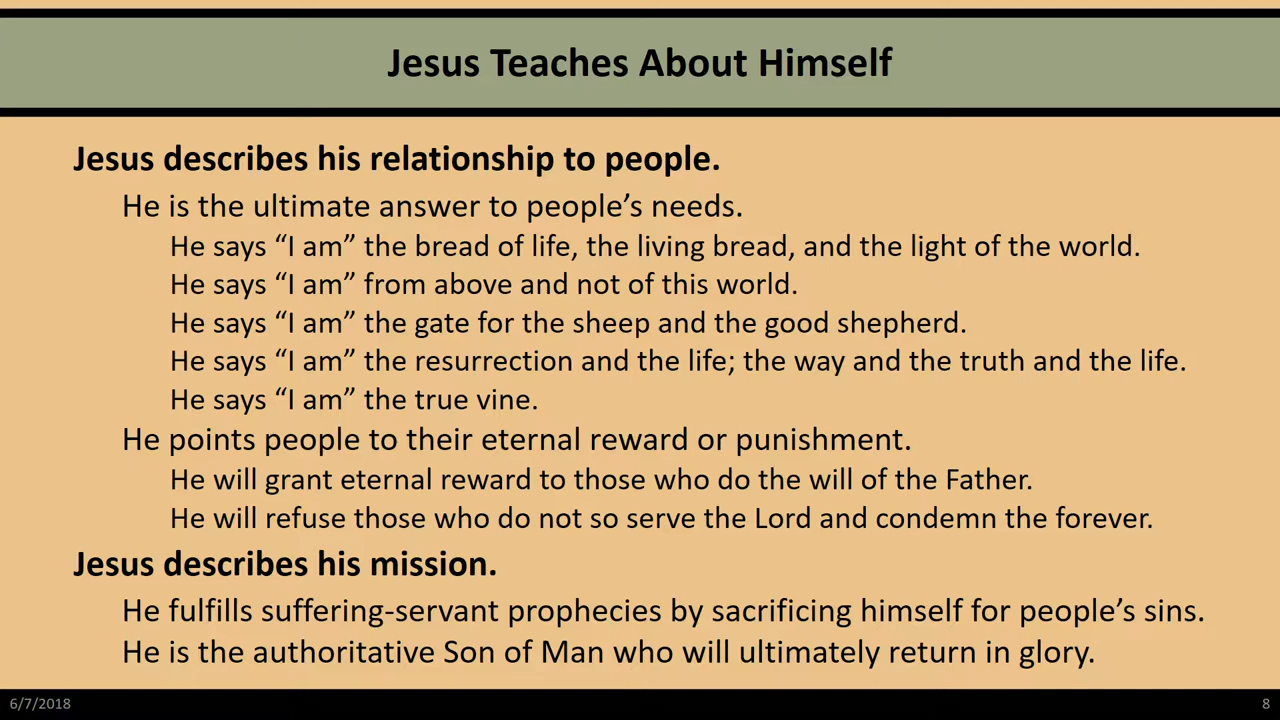 Jesus Teaches About Himself
Jesus describes his relationship to people.
He is the ultimate answer to people’s needs.
He says “I am” the bread of life, the living bread, and the light of the world.
He says “I am” from above and not of this world.
He says “I am” the gate for the sheep and the good shepherd.
He says “I am” the resurrection and the life; the way and the truth and the life.
He says “I am” the true vine.
He points people to their eternal reward or punishment.
He will grant eternal reward to those who do the will of the Father.
He will refuse those who do not so serve the Lord and condemn the forever.
Jesus describes his mission.
He fulfills suffering-servant prophecies by sacrificing himself for people’s sins.
He is the authoritative Son of Man who will ultimately return in glory.
6/7/2018
8